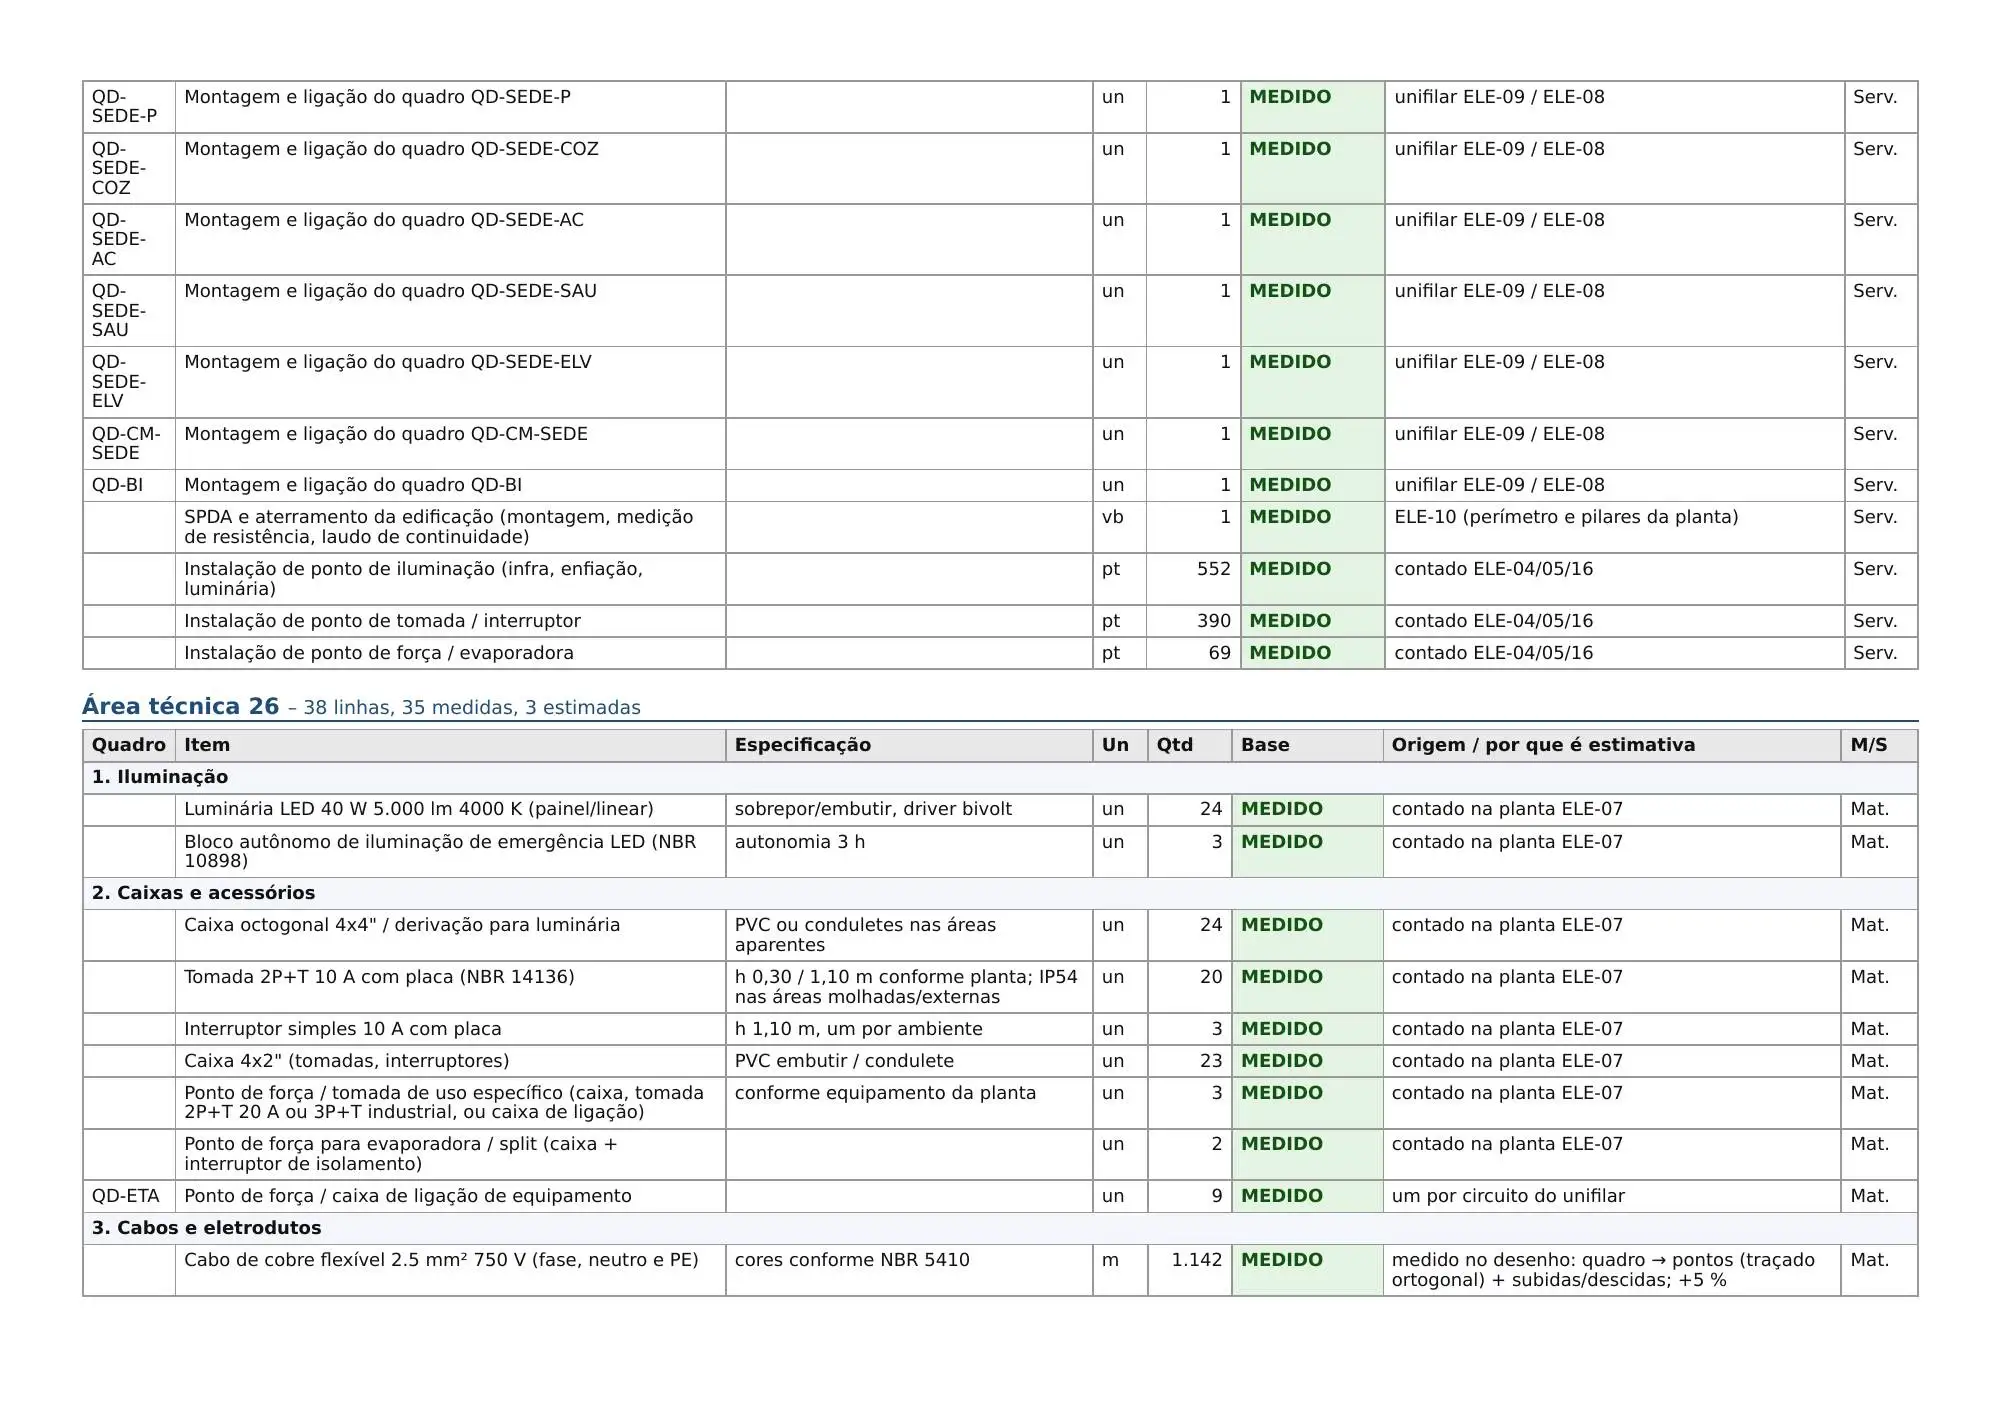 QD-
SEDE-P
Montagem e ligação do quadro QD-SEDE-P un 1 MEDIDO unifilar ELE-09 / ELE-08 Serv.
QD-
SEDE-
COZ
Montagem e ligação do quadro QD-SEDE-COZ un 1 MEDIDO unifilar ELE-09 / ELE-08 Serv.
QD-
SEDE-
AC
Montagem e ligação do quadro QD-SEDE-AC un 1 MEDIDO unifilar ELE-09 / ELE-08 Serv.
QD-
SEDE-
SAU
Montagem e ligação do quadro QD-SEDE-SAU un 1 MEDIDO unifilar ELE-09 / ELE-08 Serv.
QD-
SEDE-
ELV
Montagem e ligação do quadro QD-SEDE-ELV un 1 MEDIDO unifilar ELE-09 / ELE-08 Serv.
QD-CM-
SEDE
Montagem e ligação do quadro QD-CM-SEDE un 1 MEDIDO unifilar ELE-09 / ELE-08 Serv.
QD-BI Montagem e ligação do quadro QD-BI un 1 MEDIDO unifilar ELE-09 / ELE-08 Serv.
SPDA e aterramento da edificação (montagem, medição
de resistência, laudo de continuidade)
vb 1 MEDIDO ELE-10 (perímetro e pilares da planta) Serv.
Instalação de ponto de iluminação (infra, enfiação,
luminária)
pt 552 MEDIDO contado ELE-04/05/16 Serv.
Instalação de ponto de tomada / interruptor pt 390 MEDIDO contado ELE-04/05/16 Serv.
Instalação de ponto de força / evaporadora pt 69 MEDIDO contado ELE-04/05/16 Serv.
Área técnica 26 – 38 linhas, 35 medidas, 3 estimadas
Quadro Item Especificação Un Qtd Base Origem / por que é estimativa M/S
1. Iluminação
Luminária LED 40 W 5.000 lm 4000 K (painel/linear) sobrepor/embutir, driver bivolt un 24 MEDIDO contado na planta ELE-07 Mat.
Bloco autônomo de iluminação de emergência LED (NBR
10898)
autonomia 3 h un 3 MEDIDO contado na planta ELE-07 Mat.
2. Caixas e acessórios
Caixa octogonal 4x4" / derivação para luminária
PVC ou conduletes nas áreas
aparentes
un 24 MEDIDO contado na planta ELE-07 Mat.
Tomada 2P+T 10 A com placa (NBR 14136)
h 0,30 / 1,10 m conforme planta; IP54
nas áreas molhadas/externas
un 20 MEDIDO contado na planta ELE-07 Mat.
Interruptor simples 10 A com placa h 1,10 m, um por ambiente un 3 MEDIDO contado na planta ELE-07 Mat.
Caixa 4x2" (tomadas, interruptores) PVC embutir / condulete un 23 MEDIDO contado na planta ELE-07 Mat.
Ponto de força / tomada de uso específico (caixa, tomada
2P+T 20 A ou 3P+T industrial, ou caixa de ligação)
conforme equipamento da planta un 3 MEDIDO contado na planta ELE-07 Mat.
Ponto de força para evaporadora / split (caixa +
interruptor de isolamento)
un 2 MEDIDO contado na planta ELE-07 Mat.
QD-ETA Ponto de força / caixa de ligação de equipamento un 9 MEDIDO um por circuito do unifilar Mat.
3. Cabos e eletrodutos
Cabo de cobre flexível 2.5 mm² 750 V (fase, neutro e PE) cores conforme NBR 5410 m 1.142 MEDIDO
medido no desenho: quadro → pontos (traçado
ortogonal) + subidas/descidas; +5 %
Mat.